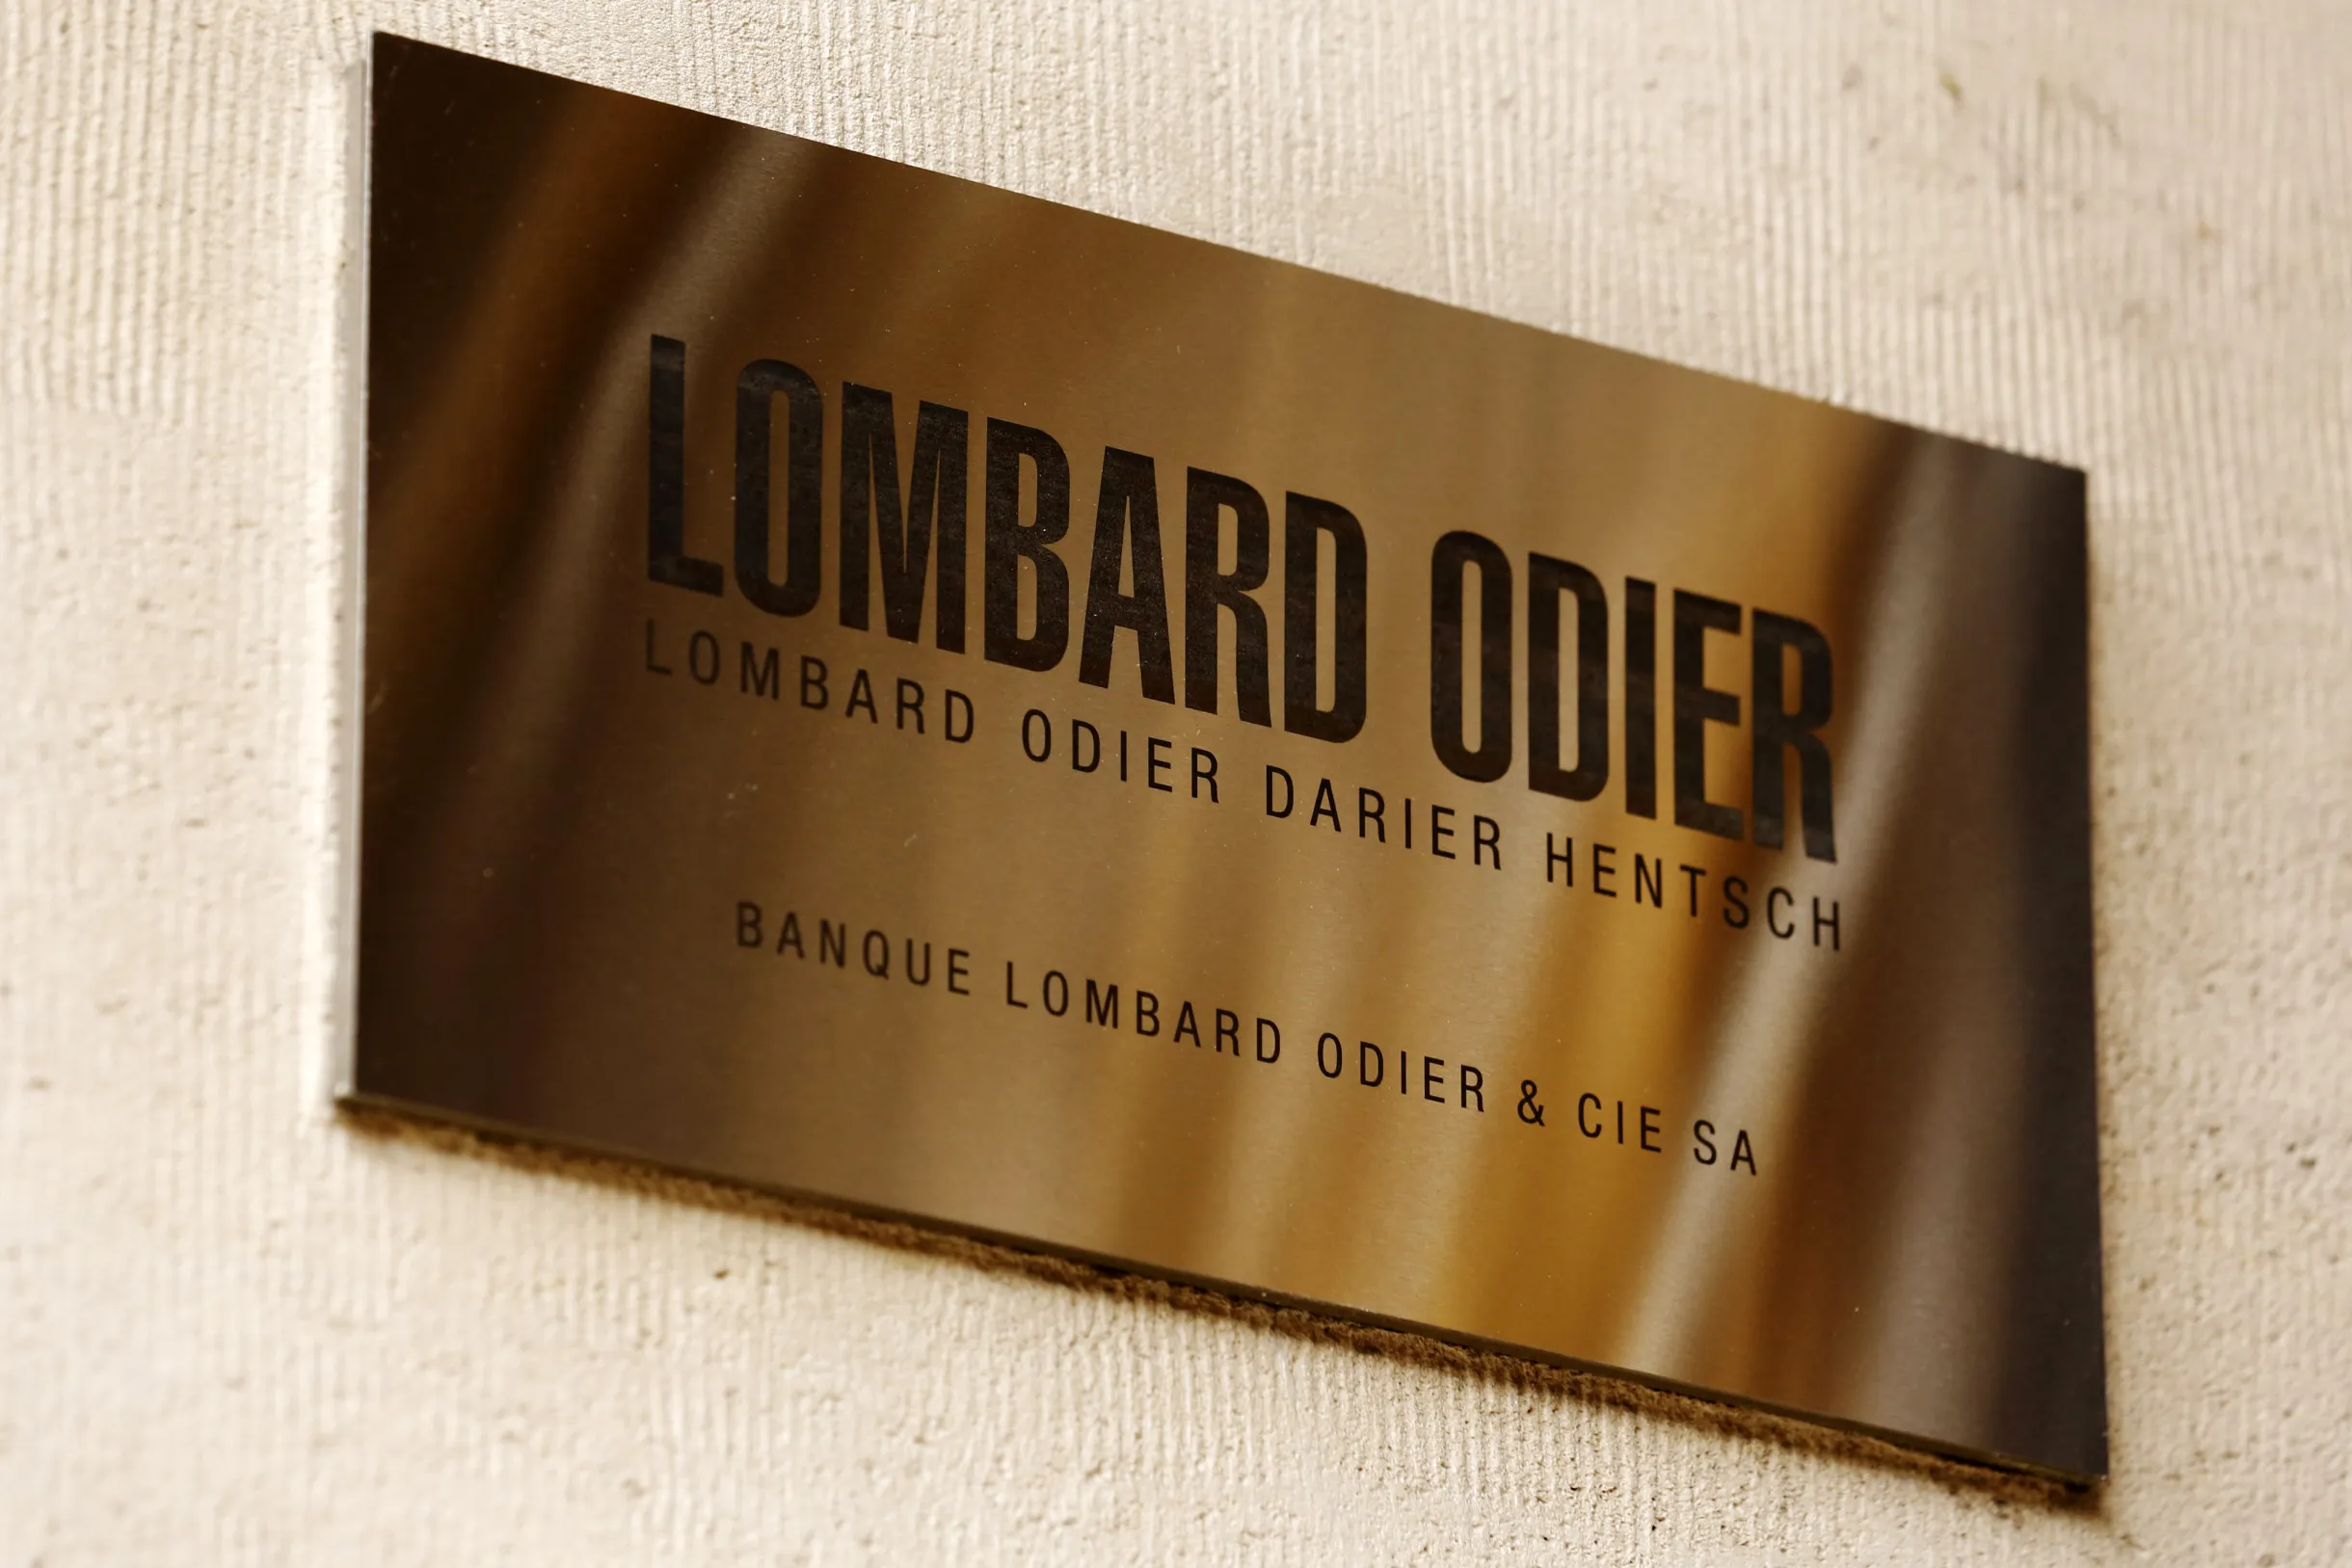 LOMBARD ODIER
LOMBARD ODIER DARIER HENTSCH
BANQUE LOMBARD ODIER & CIE SA